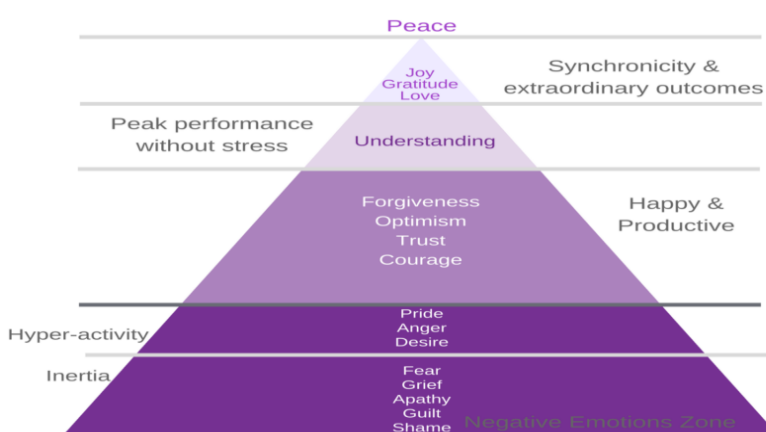 Peace
Joy
Gratitude
Love
Synchronicity &
extraordinary outcomes
Peak performance
without stress
Understanding
Forgiveness
Optimism
Trust
Courage
Happy &
Productive
Pride
Anger
Desire
Hyper-activity
Inertia
Fear
Grief
Apathy
Guilt
Shame
Negative Emotions Zone